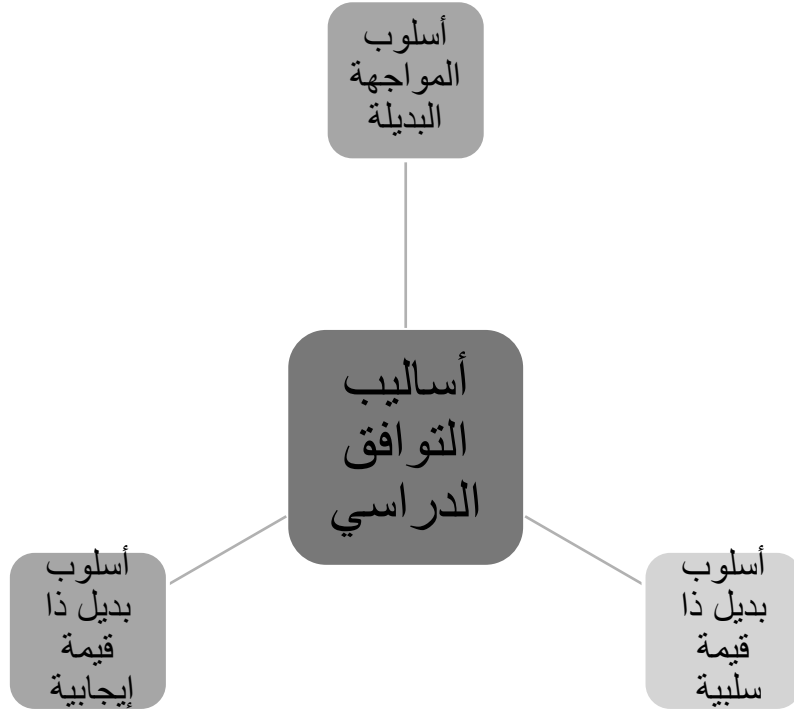 أسلوب
المواجهة
البديلة
أساليب
التوافق
الدراسي
أسلوب
بديل ذا
قيمة
سلبية
أسلوب
بديل ذا
قيمة
إيجابية